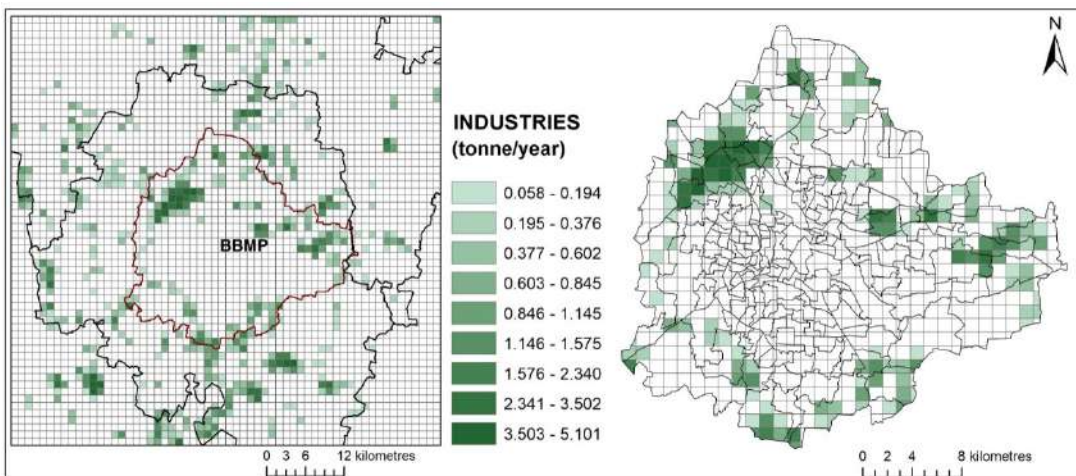 BBMP
0 3 6 12 kilometres
INDUSTRIES
(tonne/year)
0.058 - 0.194
0.195 - 0.376
0.377 - 0.602
0.603 - 0.845
0.846 - 1.145
1.146 - 1.575
1.576 - 2.340
2.341 - 3.502
3.503 - 5.101
N
0 2 4 8 kilometres